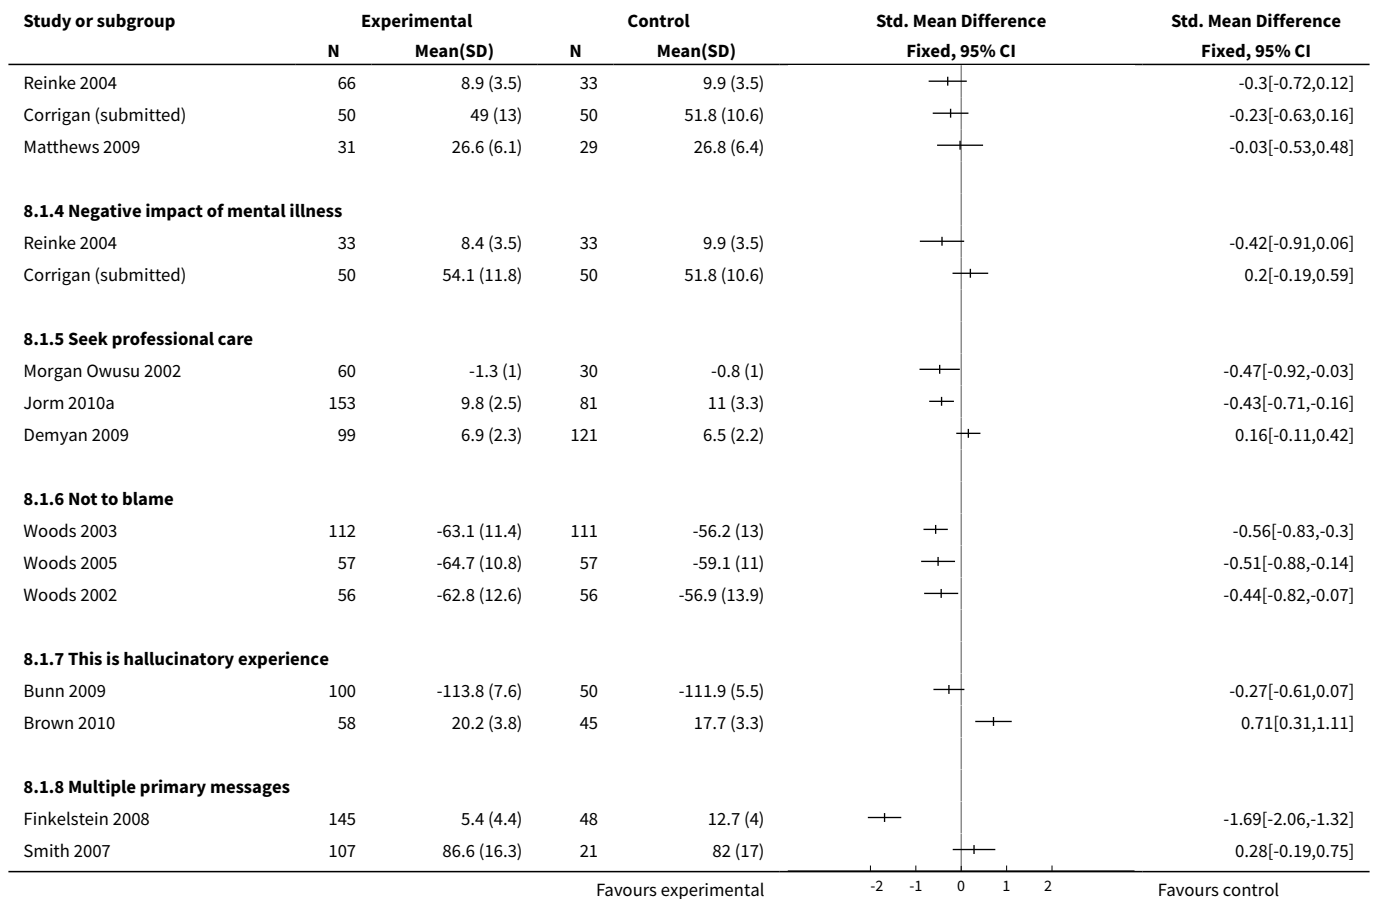 Study or subgroup Experimental Control Std. Mean Difference Std. Mean Difference
N Mean(SD) N Mean(SD) Fixed, 95% CI Fixed, 95% CI
Reinke 2004 66 8.9 (3.5) 33 9.9 (3.5) -0.3[-0.72,0.12]
Corrigan (submitted) 50 49 (13) 50 51.8 (10.6) -0.23[-0.63,0.16]
Matthews 2009 31 26.6 (6.1) 29 26.8 (6.4) -0.03[-0.53,0.48]
8.1.4 Negative impact of mental illness
Reinke 2004 33 8.4 (3.5) 33 9.9 (3.5) -0.42[-0.91,0.06]
Corrigan (submitted) 50 54.1 (11.8) 50 51.8 (10.6) 0.2[-0.19,0.59]
8.1.5 Seek professional care
Morgan Owusu 2002 60 -1.3 (1) 30 -0.8 (1) -0.47[-0.92,-0.03]
Jorm 2010a 153 9.8 (2.5) 81 11 (3.3) -0.43[-0.71,-0.16]
Demyan 2009 99 6.9 (2.3) 121 6.5 (2.2) 0.16[-0.11,0.42]
8.1.6 Not to blame
Woods 2003 112 -63.1 (11.4) 111 -56.2 (13) -0.56[-0.83,-0.3]
Woods 2005 57 -64.7 (10.8) 57 -59.1 (11) -0.51[-0.88,-0.14]
Woods 2002 56 -62.8 (12.6) 56 -56.9 (13.9) -0.44[-0.82,-0.07]
8.1.7 This is hallucinatory experience
Bunn 2009 100 -113.8 (7.6) 50 -111.9 (5.5) -0.27[-0.61,0.07]
Brown 2010 58 20.2 (3.8) 45 17.7 (3.3) 0.71[0.31,1.11]
8.1.8 Multiple primary messages
Finkelstein 2008 145 5.4 (4.4) 48 12.7 (4) -1.69[-2.06,-1.32]
Smith 2007 107 86.6 (16.3) 21 82 (17) 0.28[-0.19,0.75]
Favours experimental -2 -1 0 1 2 Favours control